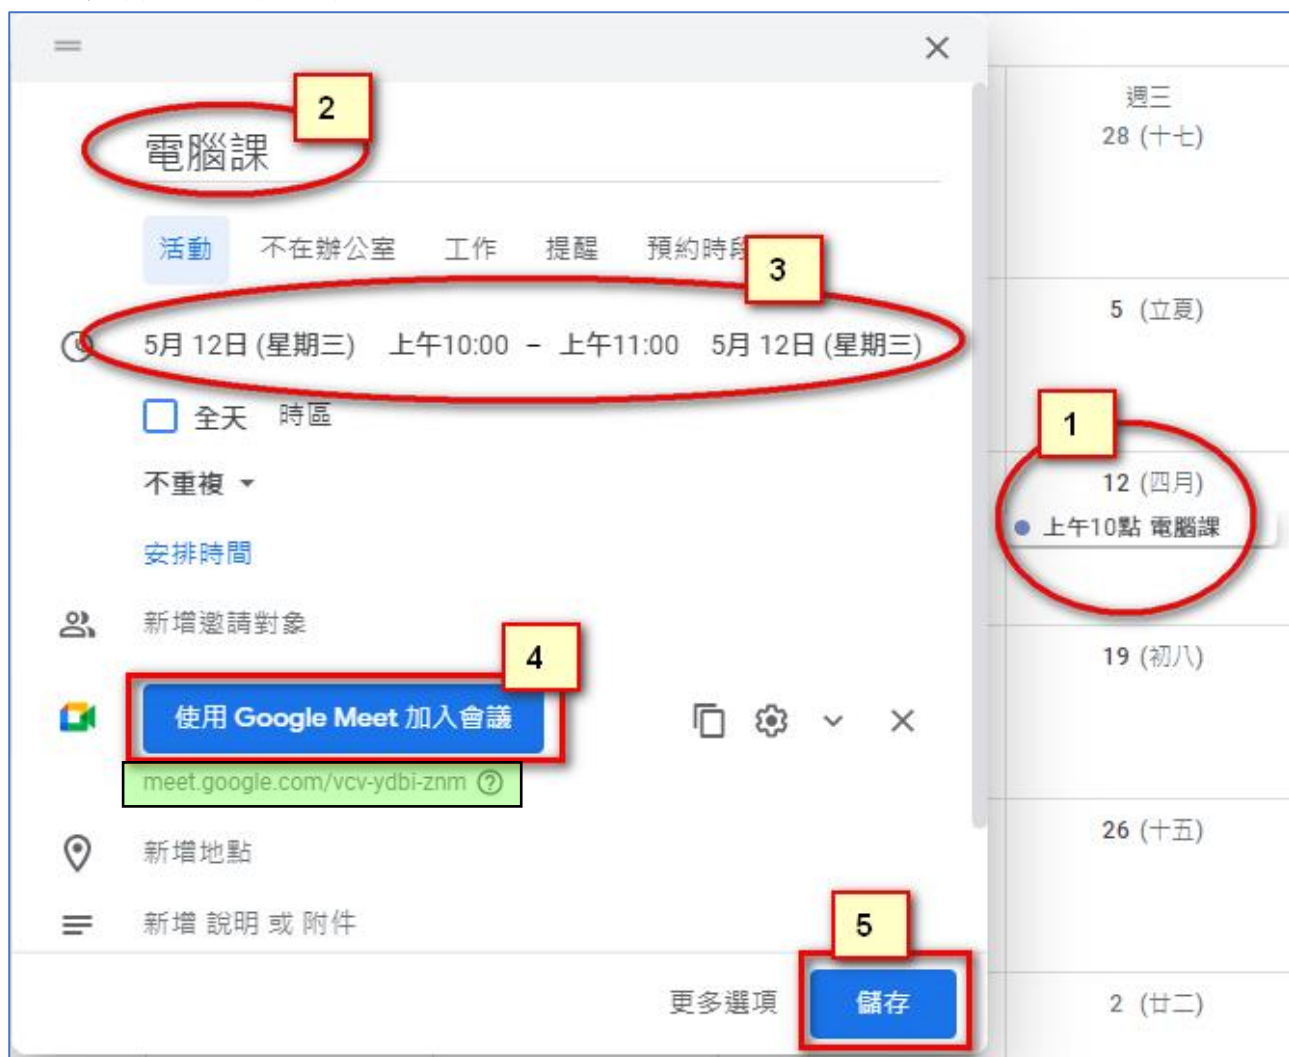 2
電腦課
活動 不在辦公室 工作 提醒 預約時段
3
5月 12日 (星期三) 上午10:00 – 上午11:00 5月 12日 (星期三)
全天 時區
不重複
安排時間
新增邀請對象
4
使用 Google Meet 加入會議
meet.google.com/vcv-ydbi-znm
新增地點
新增 說明 或 附件
5
更多選項 儲存
週三
28 (十七)
5 (立夏)
1
12 (四月)
上午10點 電腦課
19 (初八)
26 (十五)
2 (廿二)